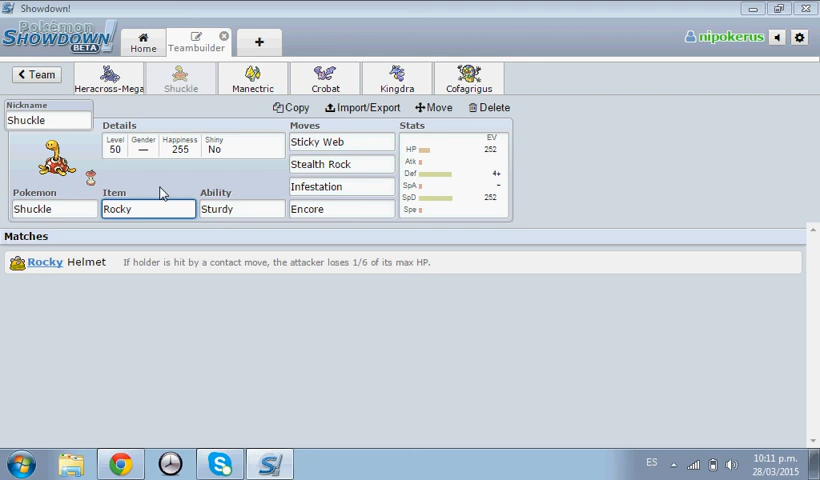 Showdown!
Pokémon
SHOWDOWN!
BETA
Home
Teambuilder
nipokerus
Team
Heracross-Mega
Shuckle
Manectric
Crobat
Kingdra
Cofagrigus
Nickname
Shuckle
Copy
Import/Export
Move
Delete
Details
Level Gender Happiness Shiny
50 — 255 No
Moves
Sticky Web
Stealth Rock
Infestation
Encore
Stats
EV
HP 252
Atk
Def 4+
SpA –
SpD 252
Spe
Pokemon
Shuckle
Item
Rocky
Ability
Sturdy
Matches
Rocky Helmet If holder is hit by a contact move, the attacker loses 1/6 of its max HP.
ES
10:11 p.m.
28/03/2015